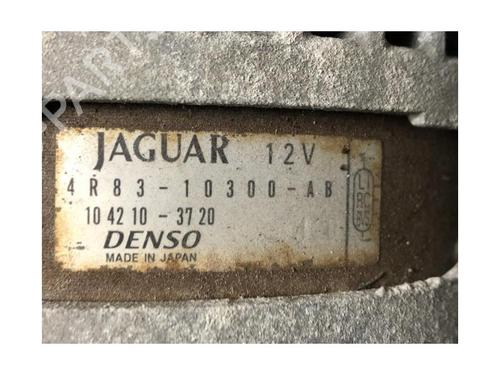 JAGUAR 12V
4R83-10300-AB
104210-3720
DENSO
MADE IN JAPAN